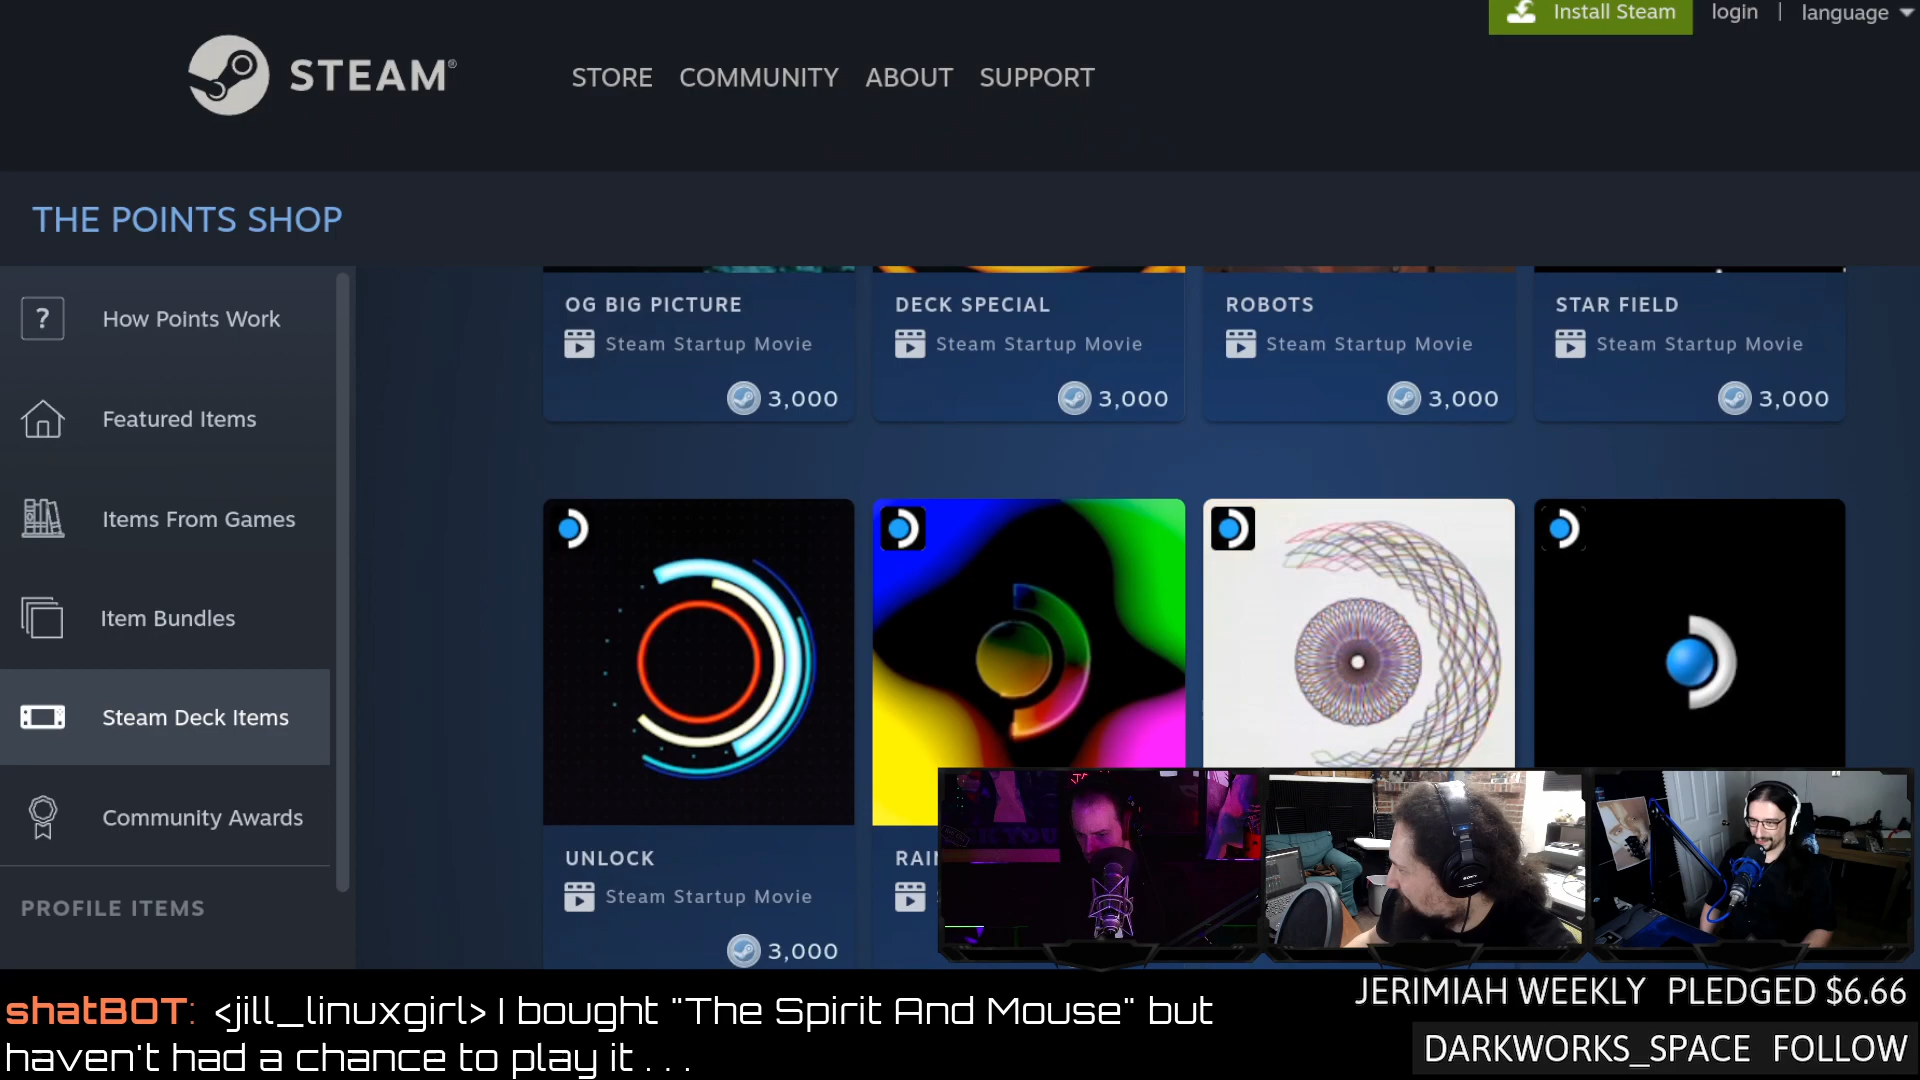 Install Steam login | language
STEAM®
STORE COMMUNITY ABOUT SUPPORT
THE POINTS SHOP
? How Points Work
Featured Items
Items From Games
Item Bundles
Steam Deck Items
Community Awards
PROFILE ITEMS
OG BIG PICTURE
Steam Startup Movie
3,000
DECK SPECIAL
Steam Startup Movie
3,000
ROBOTS
Steam Startup Movie
3,000
STAR FIELD
Steam Startup Movie
3,000
UNLOCK
Steam Startup Movie
3,000
SONY
shatBOT: <jill_linuxgirl> I bought "The Spirit And Mouse" but
haven't had a chance to play it . . .
JERIMIAH WEEKLY PLEDGED $6.66
DARKWORKS_SPACE FOLLOW